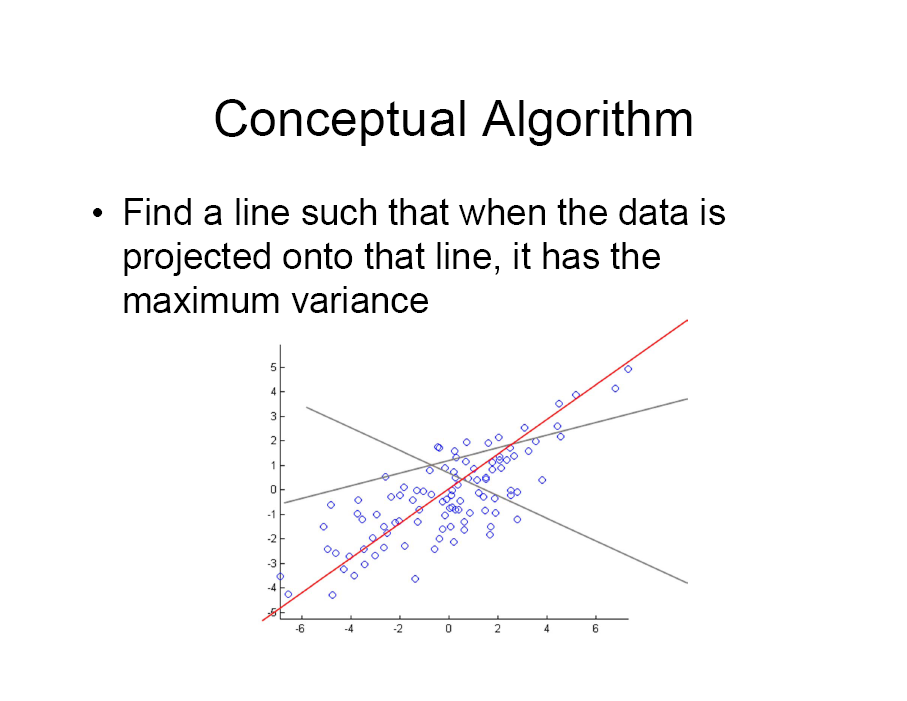 Conceptual Algorithm
• Find a line such that when the data is
projected onto that line, it has the
maximum variance
5
4
3
2
1
0
-1
-2
-3
-4
-5
-6 -4 -2 0 2 4 6